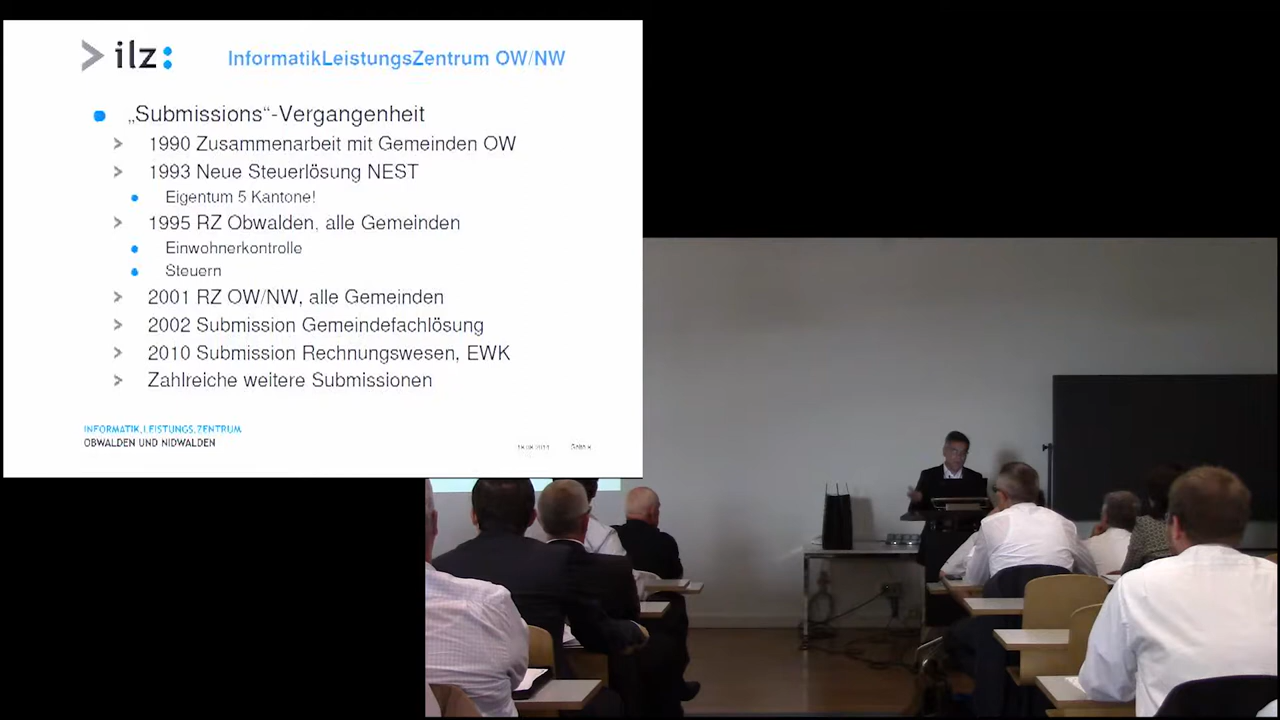 > ilz:
InformatikLeistungsZentrum OW/NW
„Submissions“-Vergangenheit
1990 Zusammenarbeit mit Gemeinden OW
1993 Neue Steuerlösung NEST
Eigentum 5 Kantone!
1995 RZ Obwalden, alle Gemeinden
Einwohnerkontrolle
Steuern
2001 RZ OW/NW, alle Gemeinden
2002 Submission Gemeindefachlösung
2010 Submission Rechnungswesen, EWK
Zahlreiche weitere Submissionen
INFORMATIK.LEISTUNGS.ZENTRUM
OBWALDEN UND NIDWALDEN